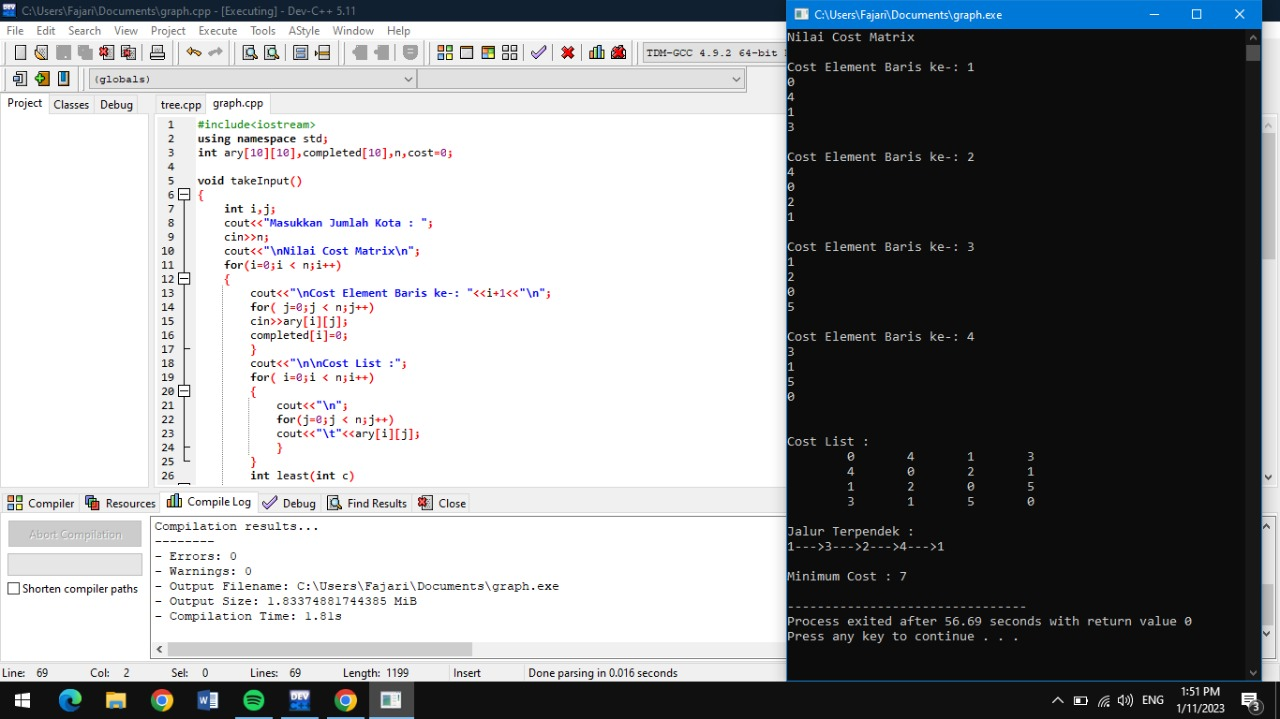 C:\Users\Fajari\Documents\graph.cpp - [Executing] - Dev-C++ 5.11
File Edit Search View Project Execute Tools AStyle Window Help
TDM-GCC 4.9.2 64-bit
(globals)
Project Classes Debug
tree.cpp graph.cpp
1 #include<iostream>
2 using namespace std;
3 int ary[10][10],completed[10],n,cost=0;
4
5 void takeInput()
6 {
7 int i,j;
8 cout<<"Masukkan Jumlah Kota : ";
9 cin>>n;
10 cout<<"\nNilai Cost Matrix\n";
11 for(i=0;i < n;i++)
12 {
13 cout<<"\nCost Element Baris ke-: "<<i+1<<"\n";
14 for( j=0;j < n;j++)
15 cin>>ary[i][j];
16 completed[i]=0;
17 }
18 cout<<"\n\nCost List :";
19 for( i=0;i < n;i++)
20 {
21 cout<<"\n";
22 for(j=0;j < n;j++)
23 cout<<"\t"<<ary[i][j];
24 }
25 }
26 int least(int c)
Compiler Resources Compile Log Debug Find Results Close
Abort Compilation
Shorten compiler paths
Compilation results...
--------
- Errors: 0
- Warnings: 0
- Output Filename: C:\Users\Fajari\Documents\graph.exe
- Output Size: 1.83374881744385 MiB
- Compilation Time: 1.81s
Line: 69 Col: 2 Sel: 0 Lines: 69 Length: 1199 Insert Done parsing in 0.016 seconds
C:\Users\Fajari\Documents\graph.exe
Nilai Cost Matrix
Cost Element Baris ke-: 1
0
4
1
3
Cost Element Baris ke-: 2
4
0
2
1
Cost Element Baris ke-: 3
1
2
0
5
Cost Element Baris ke-: 4
3
1
5
0
Cost List :
0 4 1 3
4 0 2 1
1 2 0 5
3 1 5 0
Jalur Terpendek :
1--->3--->2--->4--->1
Minimum Cost : 7
--------------------------------
Process exited after 56.69 seconds with return value 0
Press any key to continue . . .
DEV
ENG
1:51 PM
1/11/2023
3